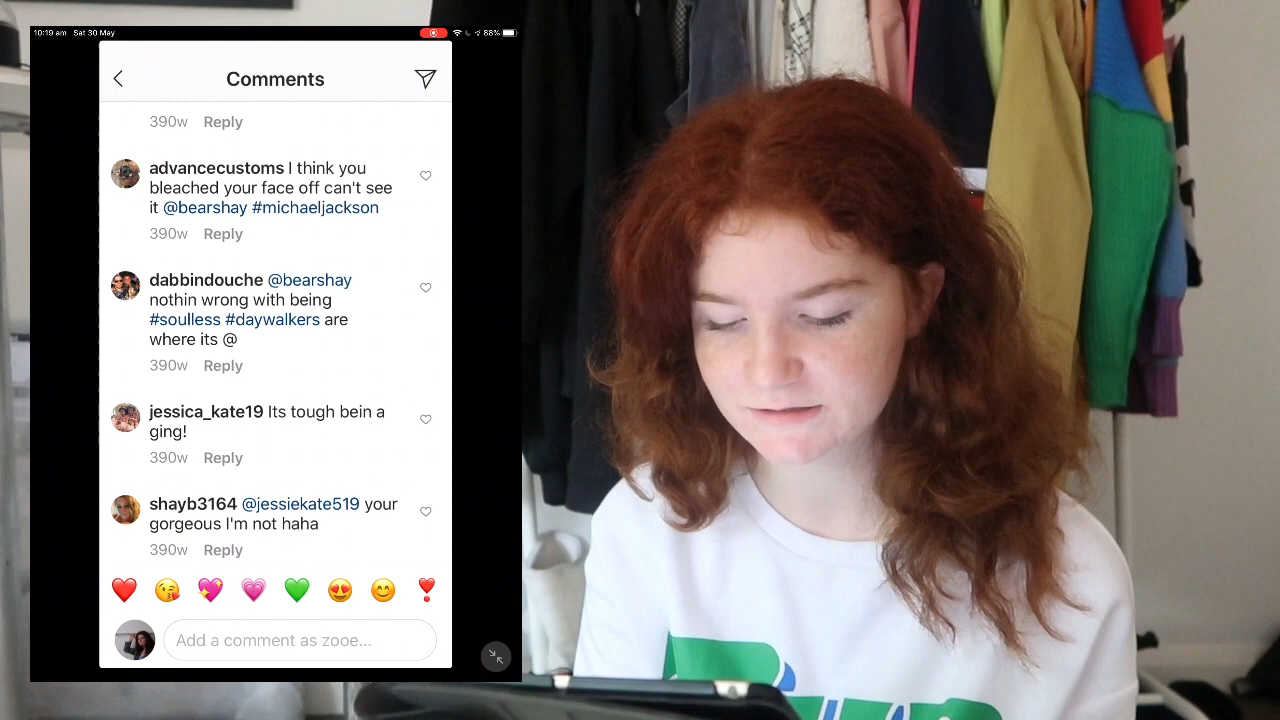 10:19 am Sat 30 May
88%
Comments
390w Reply
advancecustoms I think you
bleached your face off can't see
it @bearshay #michaeljackson
390w Reply
dabbindouche @bearshay
nothin wrong with being
#soulless #daywalkers are
where its @
390w Reply
jessica_kate19 Its tough bein a
ging!
390w Reply
shayb3164 @jessiekate519 your
gorgeous I'm not haha
390w Reply
Add a comment as zooe...